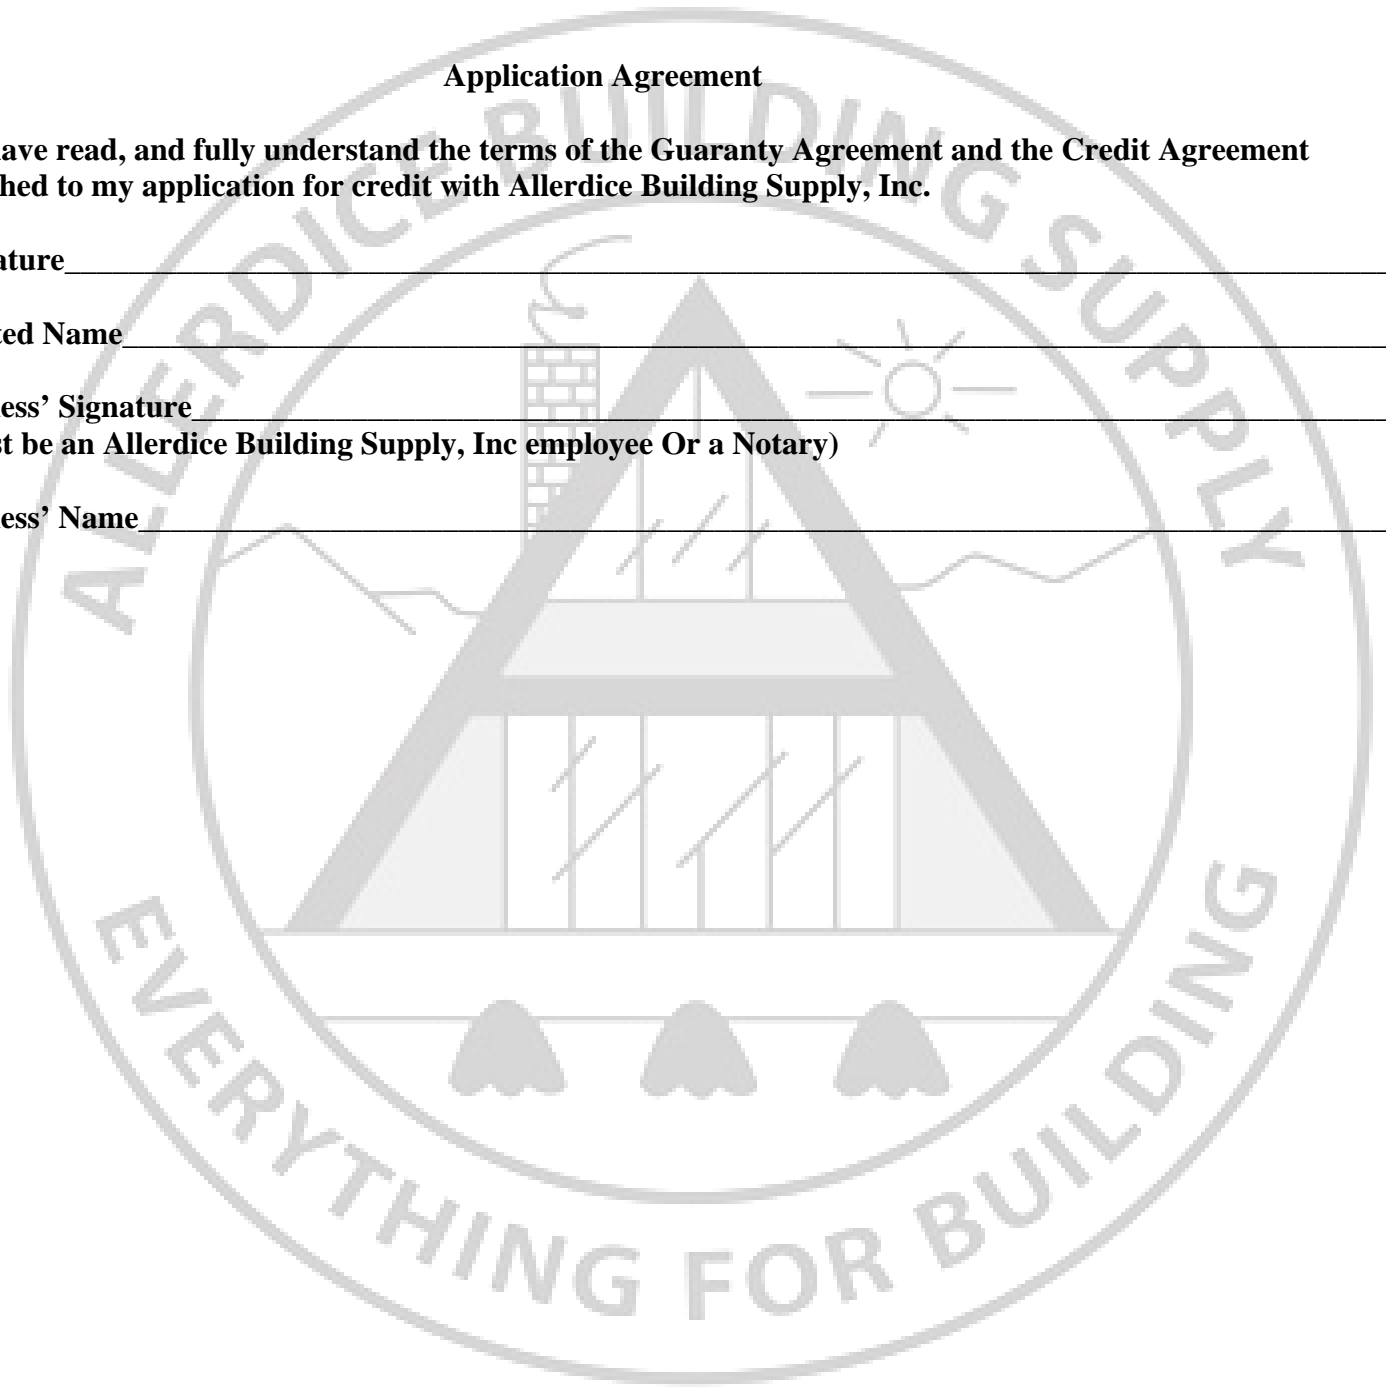 Application Agreement
ave read, and fully understand the terms of the Guaranty Agreement and the Credit Agreement
hed to my application for credit with Allerdice Building Supply, Inc.
ature
ted Name
ess’ Signature
t be an Allerdice Building Supply, Inc employee Or a Notary)
ess’ Name
ALLERDICE BUILDING SUPPLY
EVERYTHING FOR BUILDING